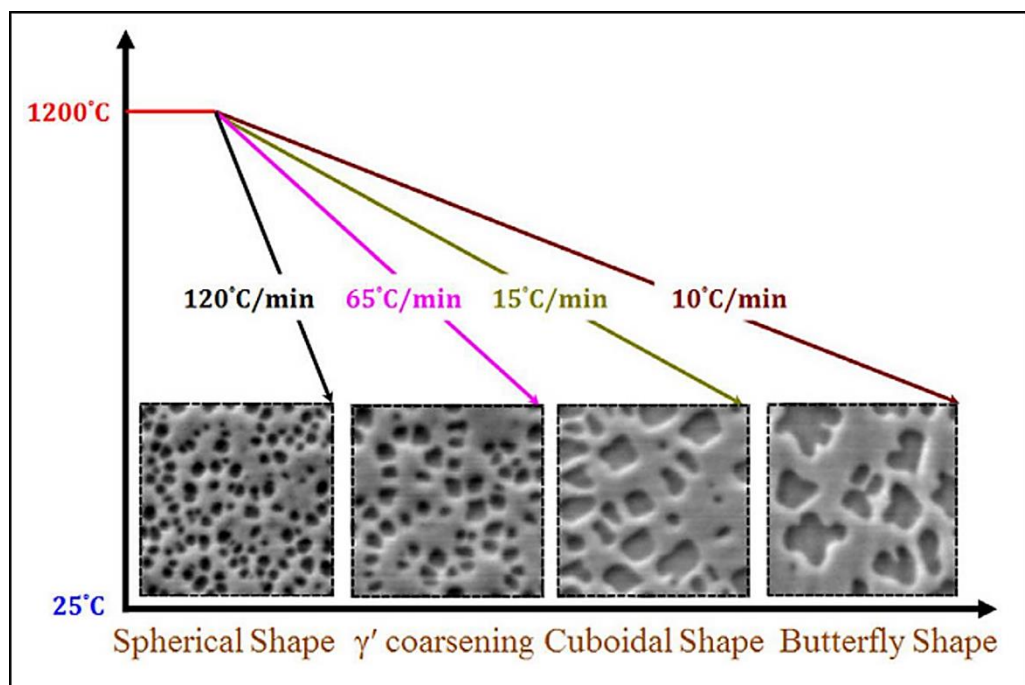 1200°C
120°C/min 65°C/min 15°C/min 10°C/min
25°C
Spherical Shape γ′ coarsening Cuboidal Shape Butterfly Shape